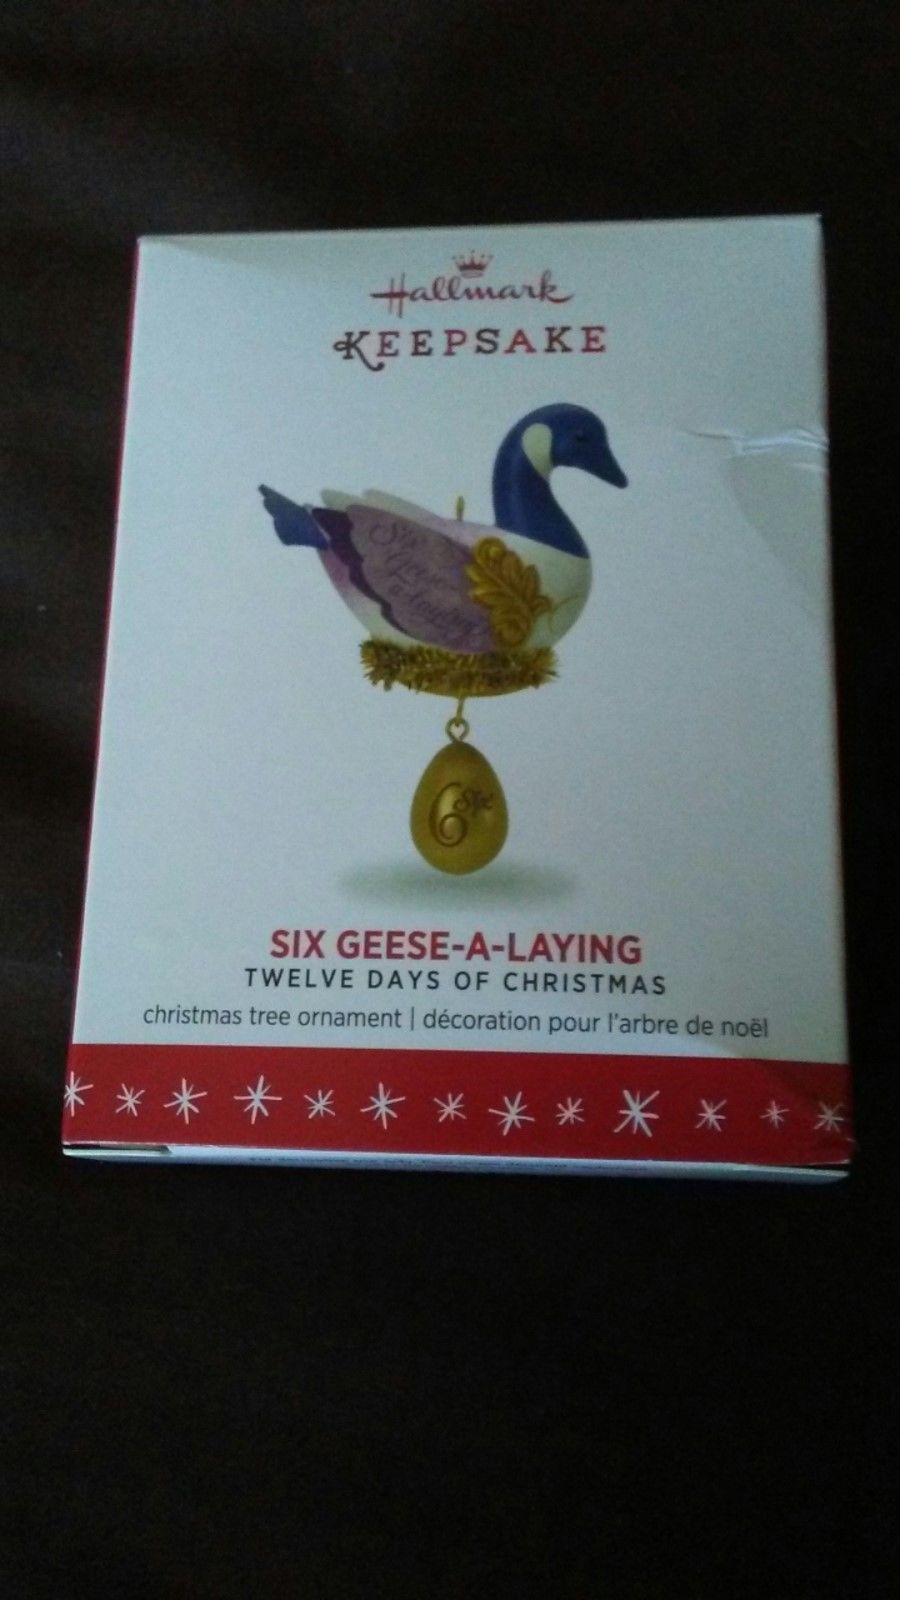 Hallmark
KEEPSAKE
Six
Geese
A-Laying
6 Six
SIX GEESE-A-LAYING
TWELVE DAYS OF CHRISTMAS
christmas tree ornament | décoration pour l'arbre de noël